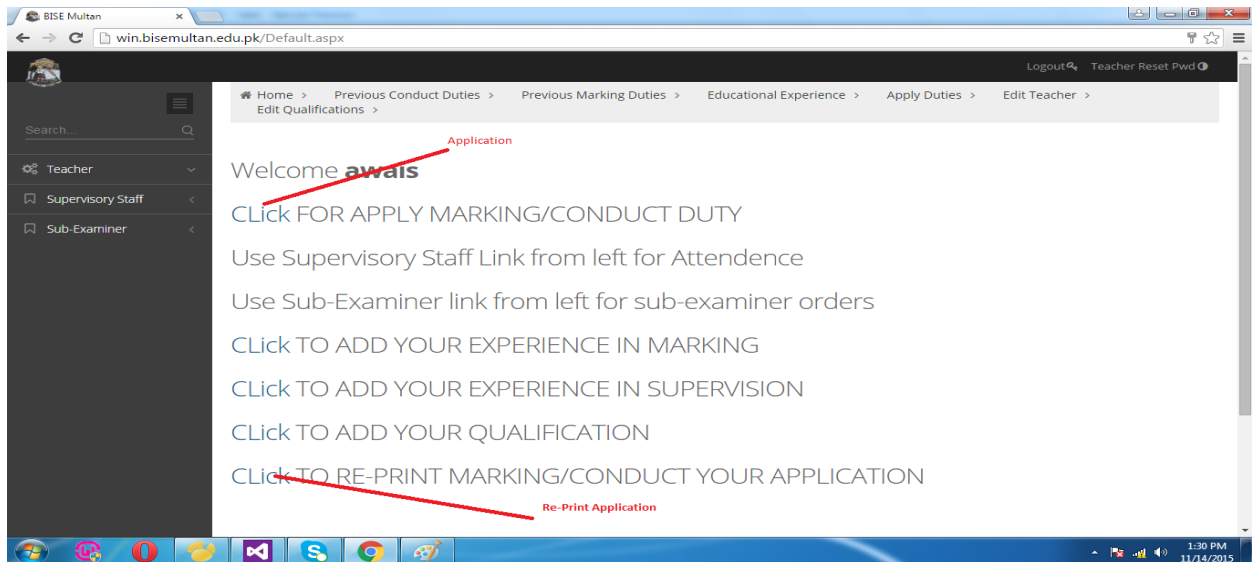 BISE Multan
win.bisemultan.edu.pk/Default.aspx
Logout Teacher Reset Pwd
Home > Previous Conduct Duties > Previous Marking Duties > Educational Experience > Apply Duties > Edit Teacher >
Edit Qualifications >
Search...
Teacher
Supervisory Staff
Sub-Examiner
Application
Welcome awais
CLick FOR APPLY MARKING/CONDUCT DUTY
Use Supervisory Staff Link from left for Attendence
Use Sub-Examiner link from left for sub-examiner orders
CLick TO ADD YOUR EXPERIENCE IN MARKING
CLick TO ADD YOUR EXPERIENCE IN SUPERVISION
CLick TO ADD YOUR QUALIFICATION
CLick TO RE-PRINT MARKING/CONDUCT YOUR APPLICATION
Re-Print Application
1:30 PM
11/14/2015